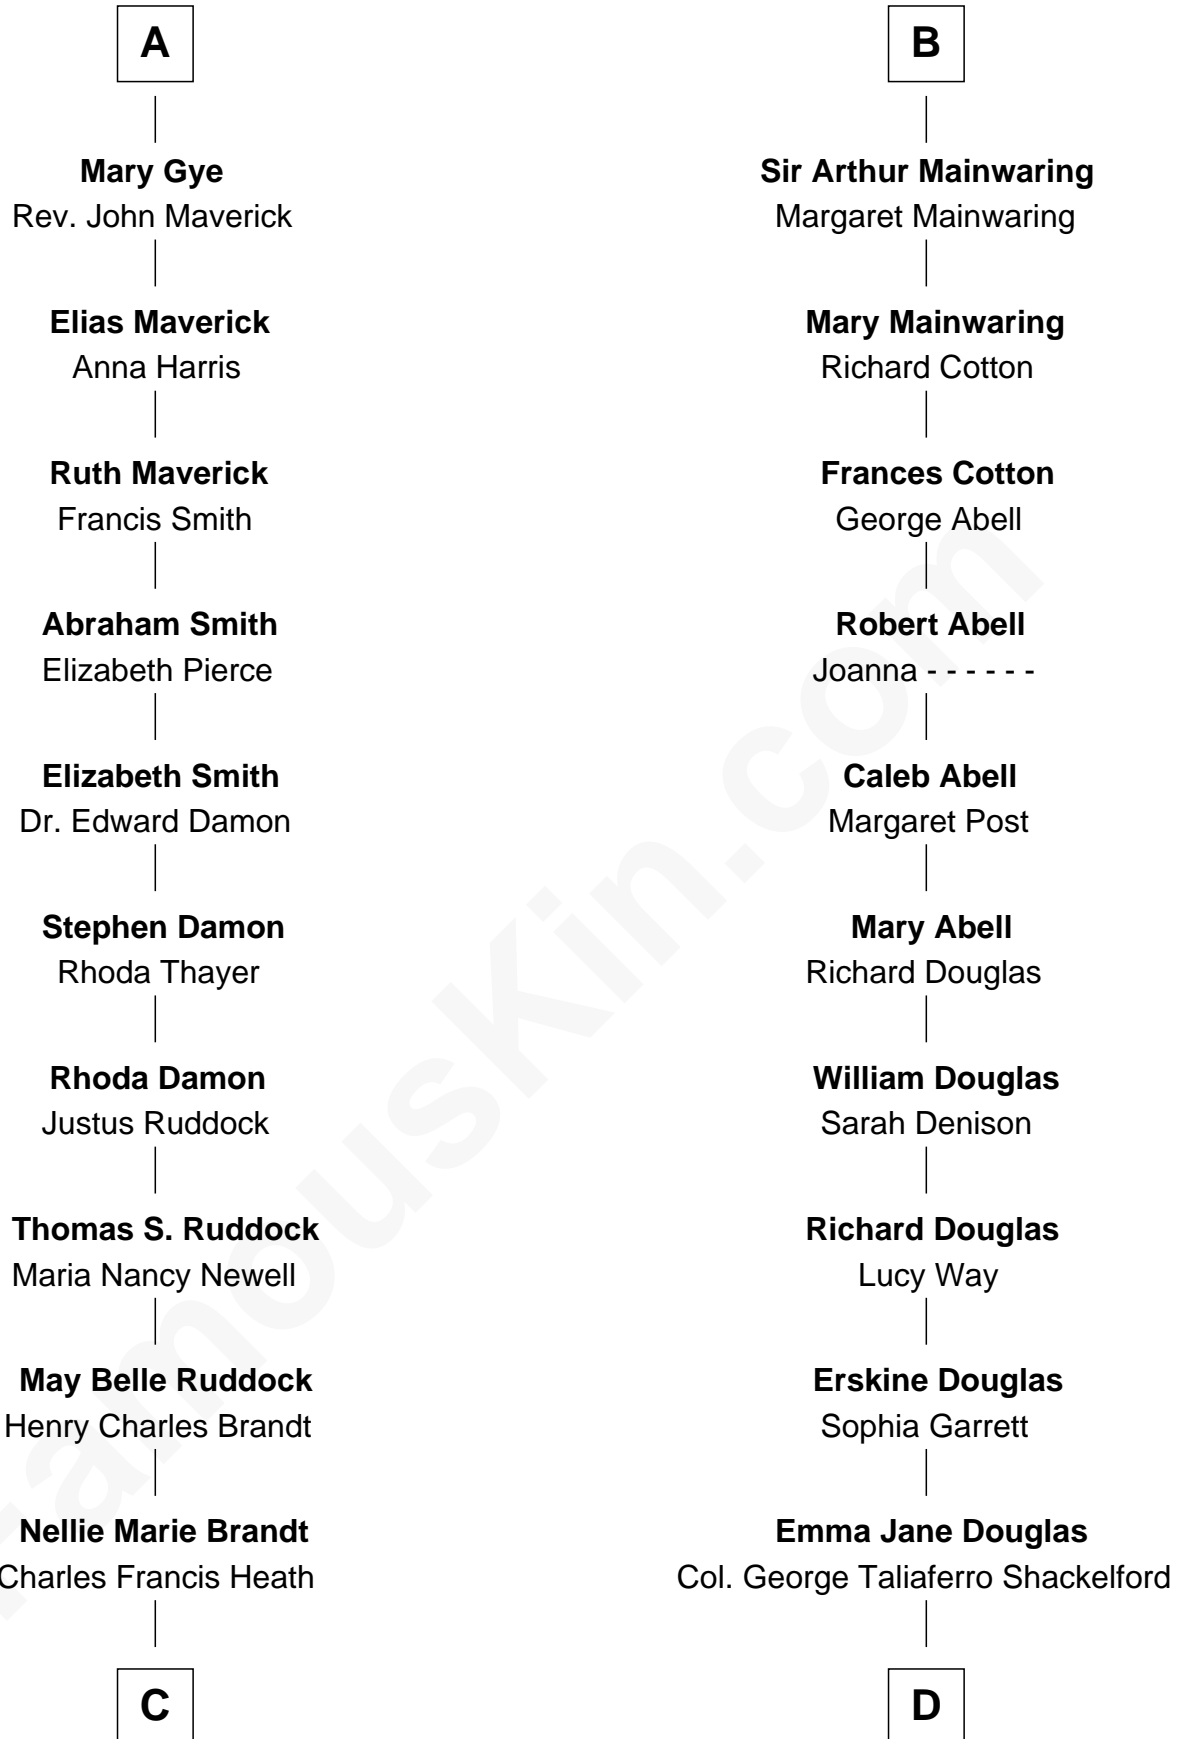 A
Mary Gye
Rev. John Maverick
Elias Maverick
Anna Harris
Ruth Maverick
Francis Smith
Abraham Smith
Elizabeth Pierce
Elizabeth Smith
Dr. Edward Damon
Stephen Damon
Rhoda Thayer
Rhoda Damon
Justus Ruddock
Thomas S. Ruddock
Maria Nancy Newell
May Belle Ruddock
Henry Charles Brandt
Nellie Marie Brandt
Charles Francis Heath
C
B
Sir Arthur Mainwaring
Margaret Mainwaring
Mary Mainwaring
Richard Cotton
Frances Cotton
George Abell
Robert Abell
Joanna - - - - - -
Caleb Abell
Margaret Post
Mary Abell
Richard Douglas
William Douglas
Sarah Denison
Richard Douglas
Lucy Way
Erskine Douglas
Sophia Garrett
Emma Jane Douglas
Col. George Taliaferro Shackelford
D
FamousKin.com